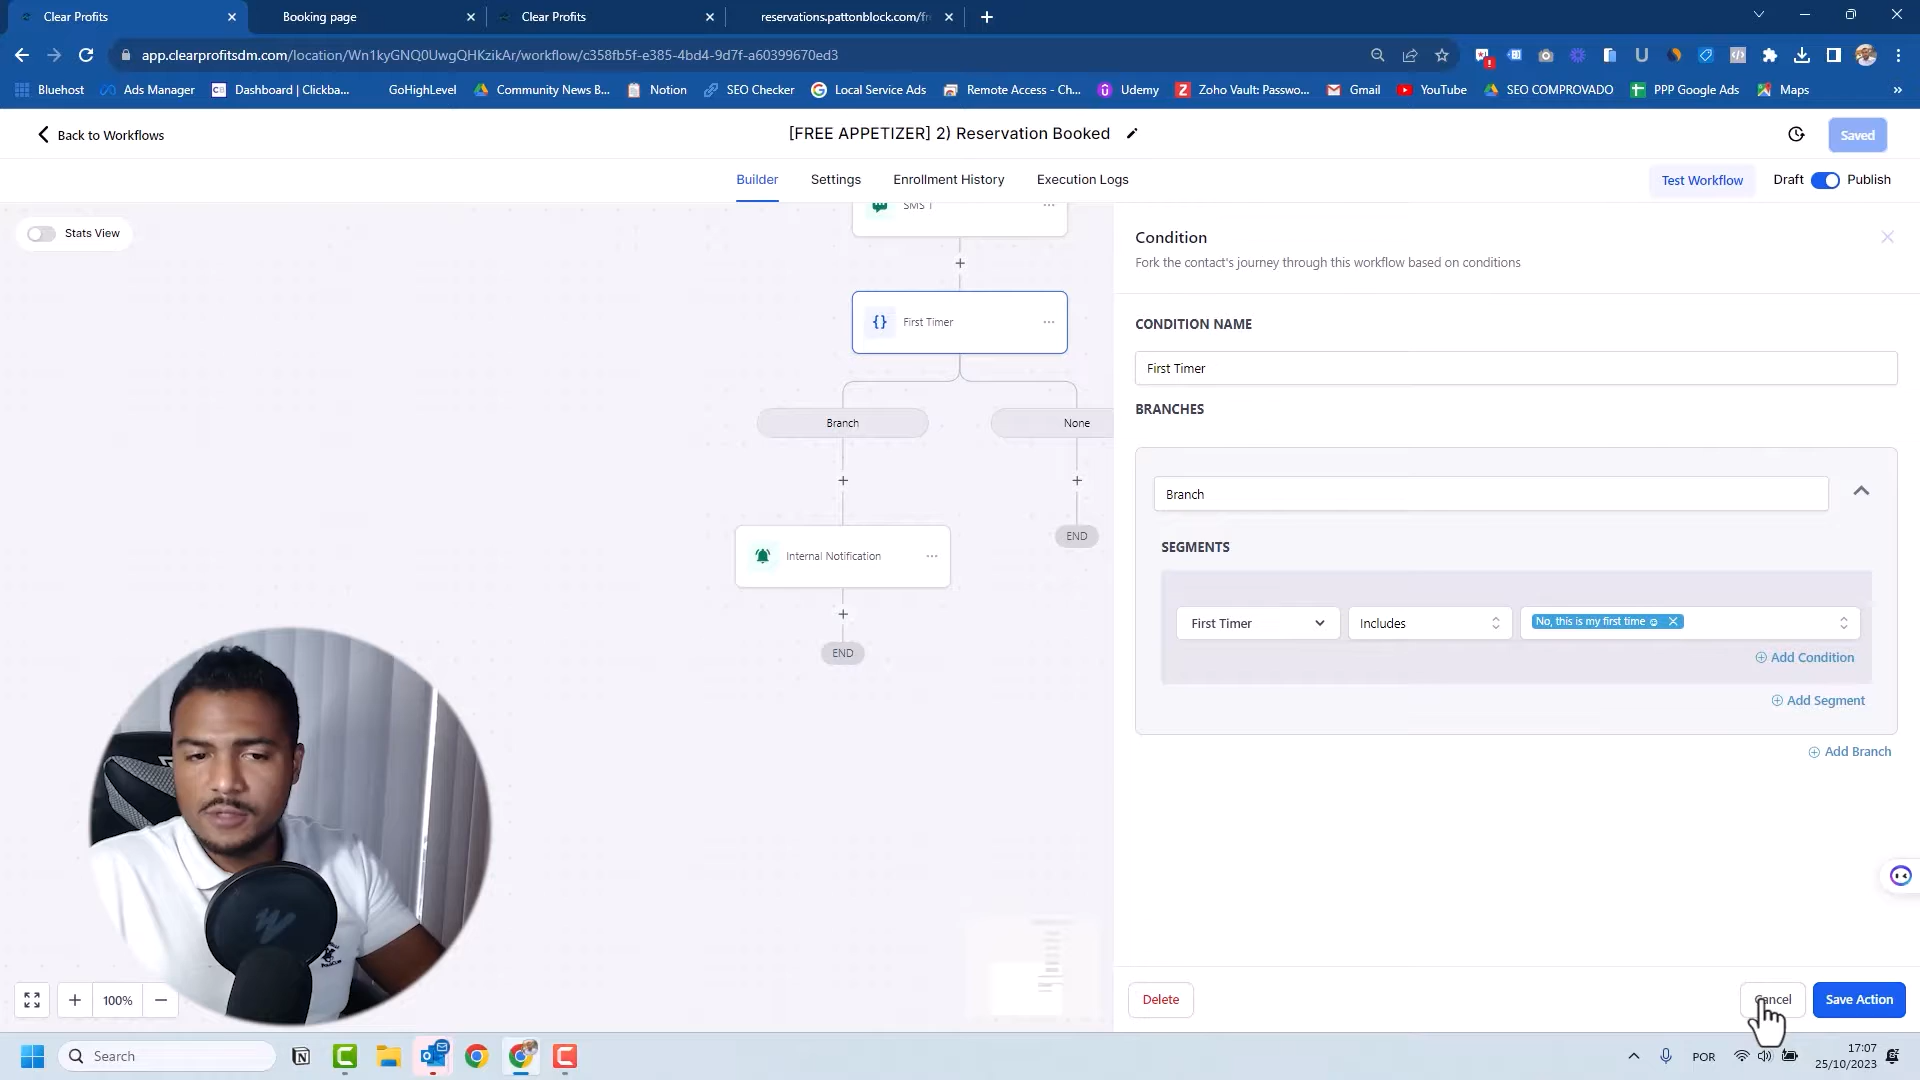 Clear Profits
Booking page
Clear Profits
reservations.pattonblock.com/fr
app.clearprofitsdm.com/location/Wn1kyGNQ0UwgQHKzikAr/workflow/c358fb5f-e385-4bd4-9d7f-a60399670ed3
Bluehost
Ads Manager
Dashboard | Clickba...
GoHighLevel
Community News B...
Notion
SEO Checker
Local Service Ads
Remote Access - Ch...
Udemy
Zoho Vault: Passwo...
Gmail
YouTube
SEO COMPROVADO
PPP Google Ads
Maps
Back to Workflows
[FREE APPETIZER] 2) Reservation Booked
Saved
Builder
Settings
Enrollment History
Execution Logs
Test Workflow
Draft
Publish
Stats View
SMS 1
First Timer
Branch
None
Internal Notification
END
END
Condition
Fork the contact's journey through this workflow based on conditions
CONDITION NAME
First Timer
BRANCHES
Branch
SEGMENTS
First Timer
Includes
No, this is my first time ☺
Add Condition
Add Segment
Add Branch
100%
Delete
Cancel
Save Action
Search
POR
17:07
25/10/2023